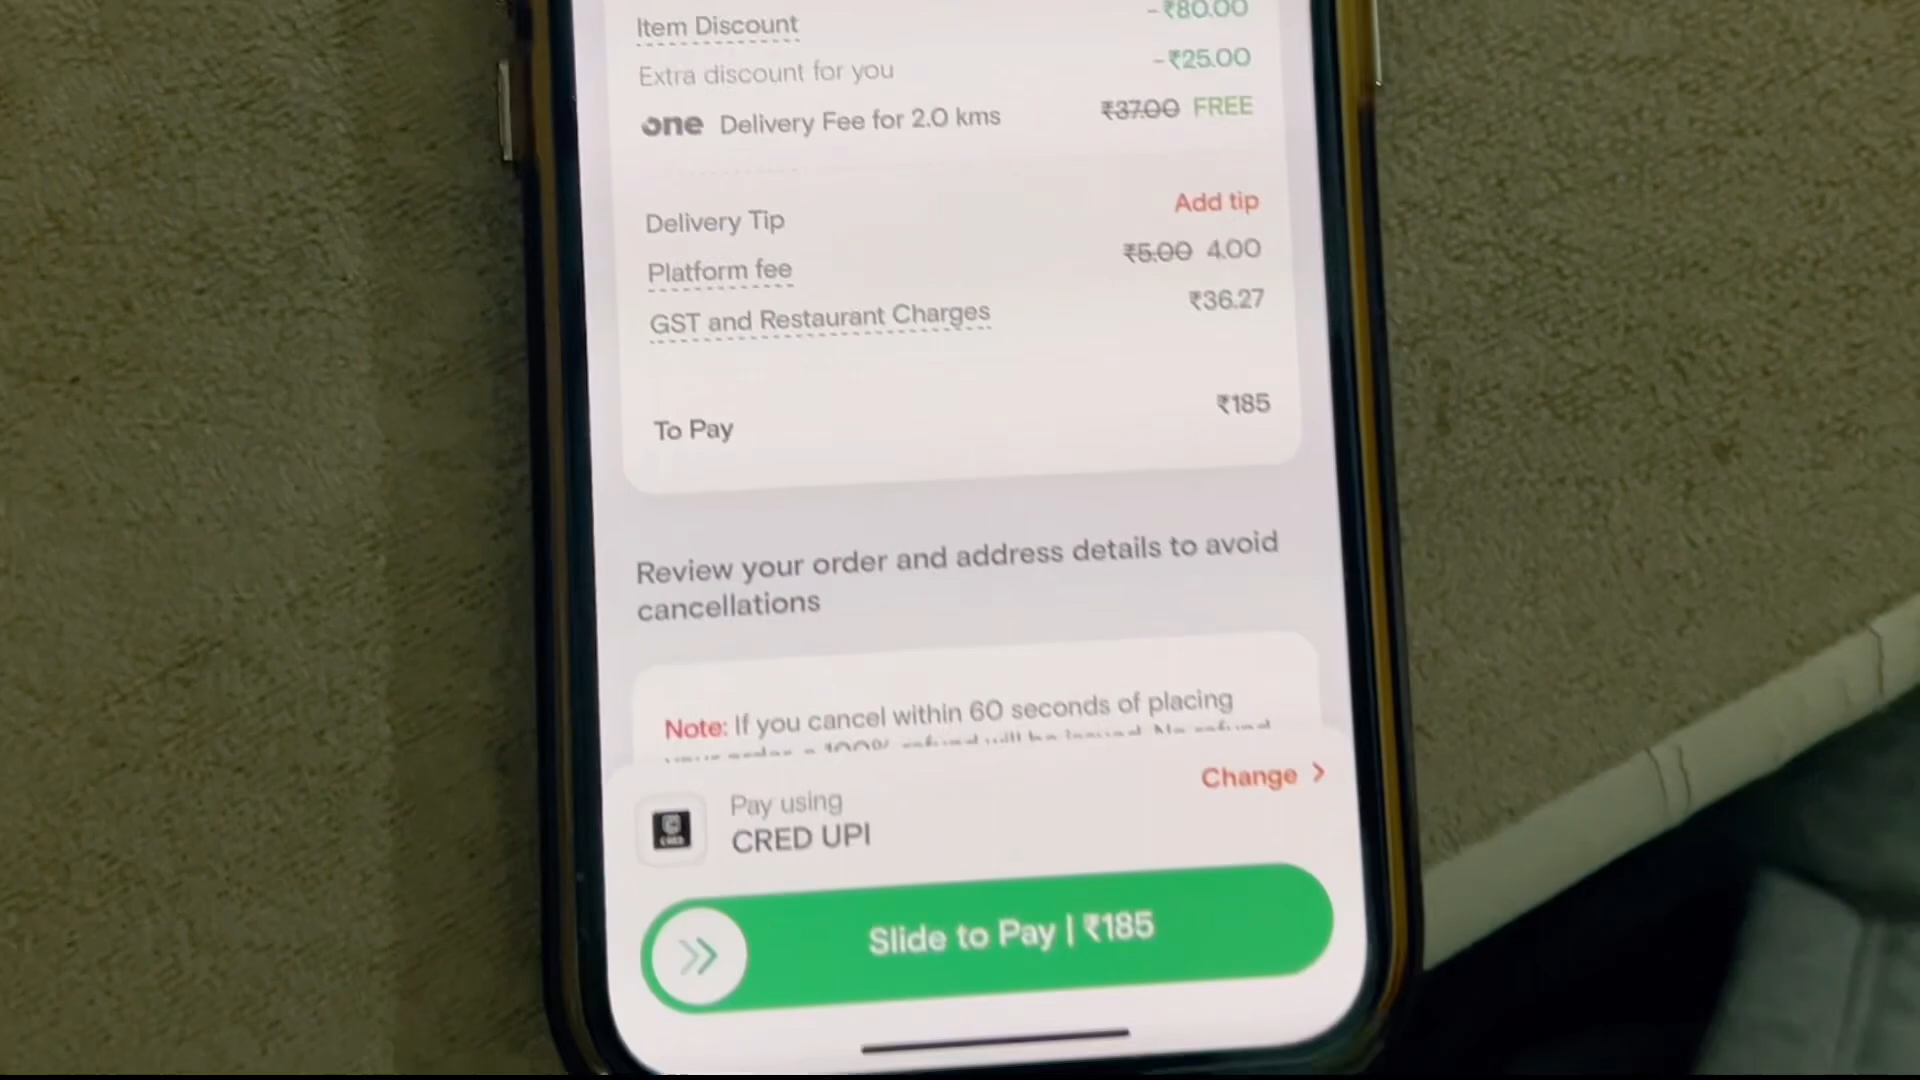 Item Discount -₹80.00
Extra discount for you -₹25.00
one Delivery Fee for 2.0 kms ₹37.00 FREE
Delivery Tip Add tip
Platform fee ₹5.00 4.00
GST and Restaurant Charges ₹36.27
To Pay ₹185
Review your order and address details to avoid
cancellations
Note: If you cancel within 60 seconds of placing
Pay using
CRED UPI
Change >
CRED
Slide to Pay | ₹185